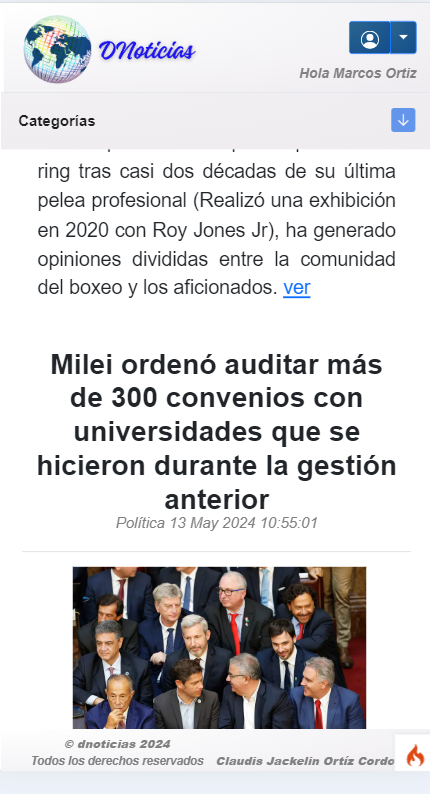 DNoticias
Hola Marcos Ortiz
Categorías
ring tras casi dos décadas de su última
pelea profesional (Realizó una exhibición
en 2020 con Roy Jones Jr), ha generado
opiniones divididas entre la comunidad
del boxeo y los aficionados. ver
Milei ordenó auditar más
de 300 convenios con
universidades que se
hicieron durante la gestión
anterior
Política 13 May 2024 10:55:01
© dnoticias 2024
Todos los derechos reservados Claudis Jackelin Ortíz Cordo